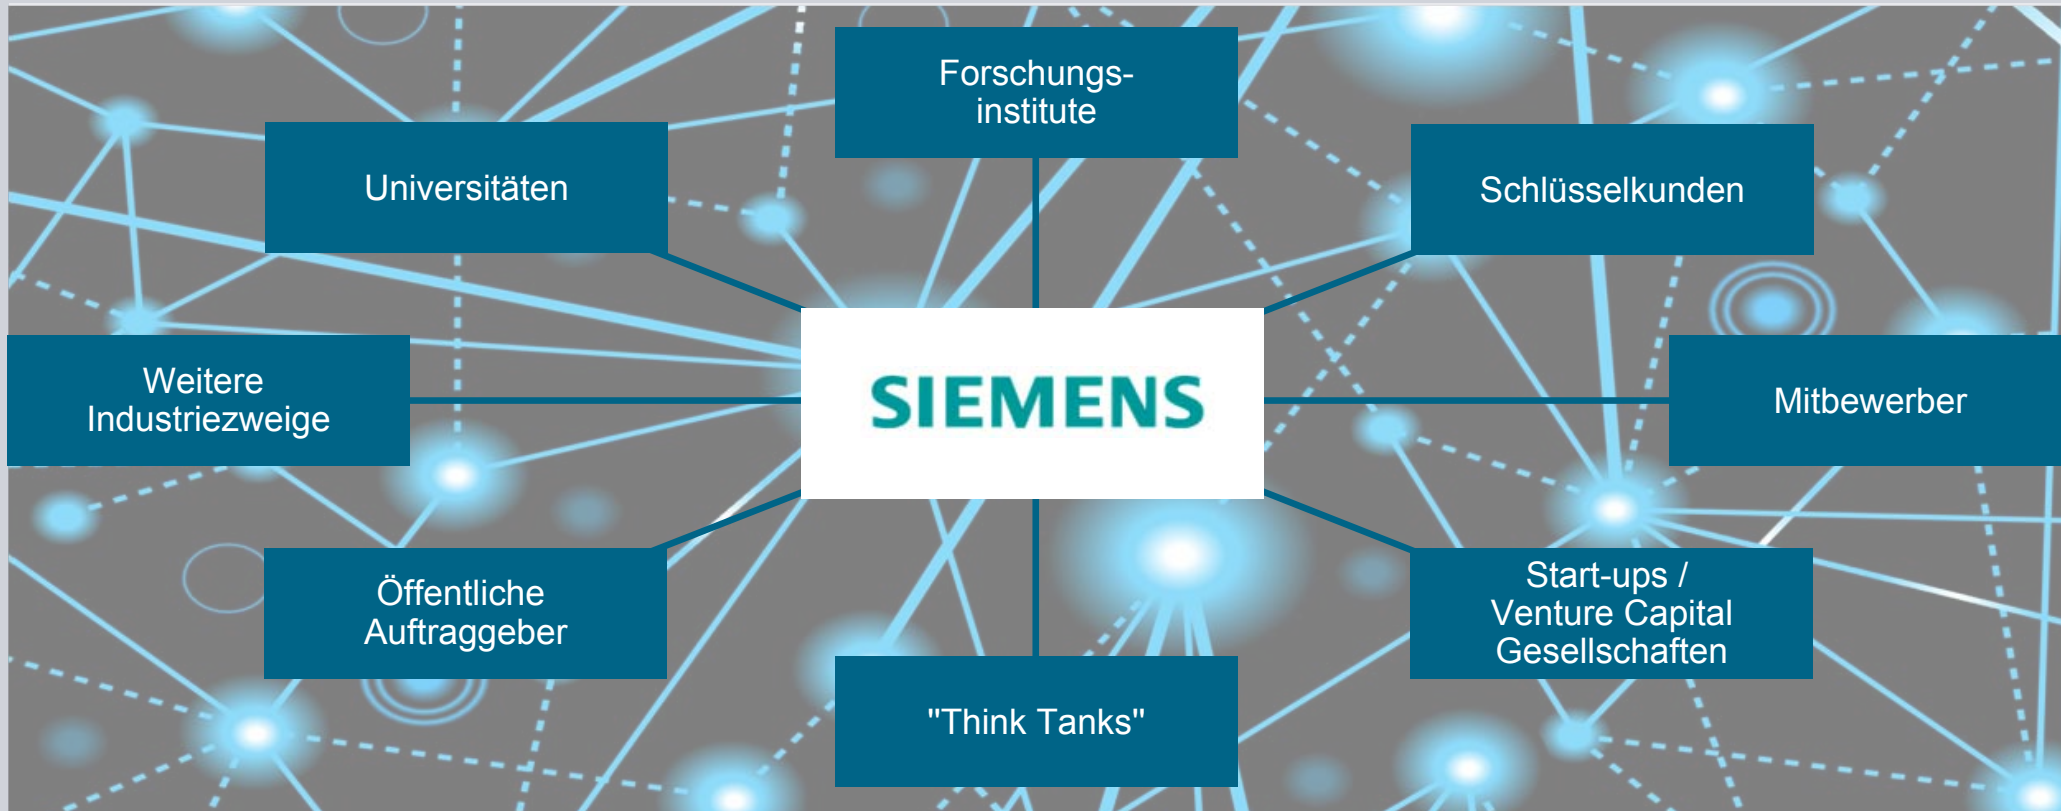 Forschungs-
institute
Universitäten
Schlüsselkunden
Weitere
Industriezweige
SIEMENS
Mitbewerber
Öffentliche
Auftraggeber
Start-ups /
Venture Capital
Gesellschaften
"Think Tanks"